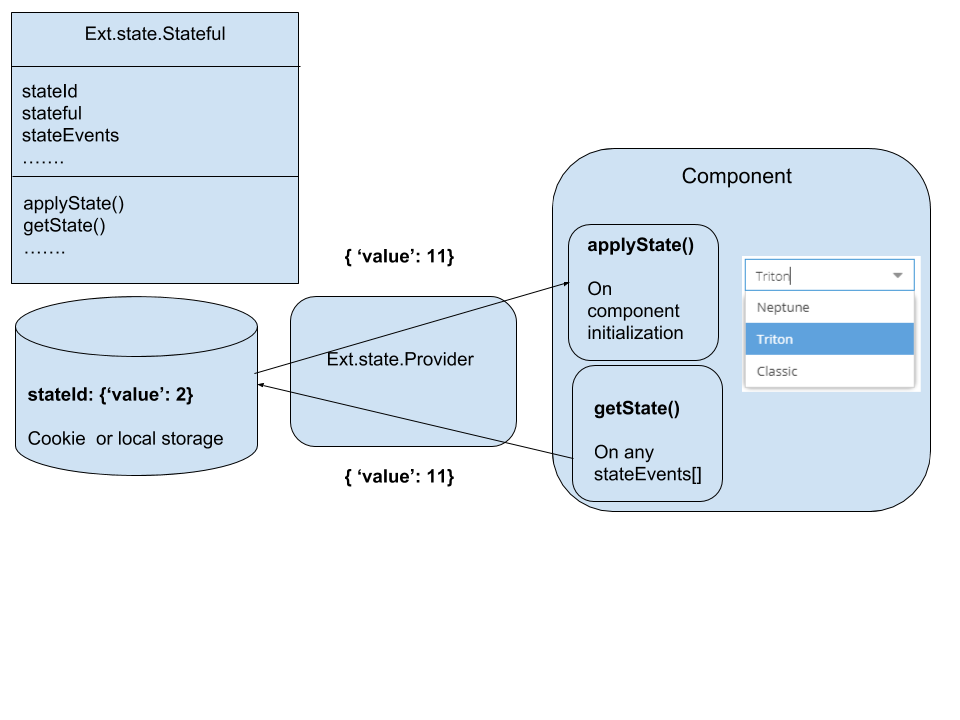 Ext.state.Stateful
stateId
stateful
stateEvents
…….
applyState()
getState()
…….
{ ‘value’: 11}
Component
applyState()
On
component
initialization
Triton
Neptune
Triton
Classic
Ext.state.Provider
stateId: {‘value’: 2}
Cookie  or local storage
getState()
On any
stateEvents[]
{ ‘value’: 11}